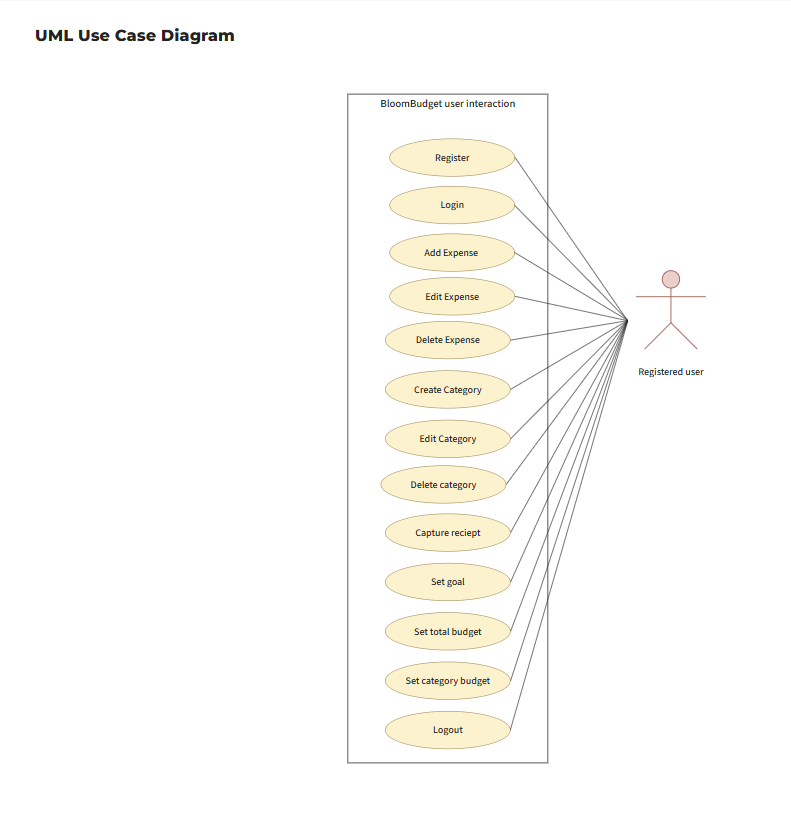 UML Use Case Diagram
BloomBudget user interaction
Register
Login
Add Expense
Edit Expense
Delete Expense
Create Category
Edit Category
Delete category
Capture reciept
Set goal
Set total budget
Set category budget
Logout
Registered user